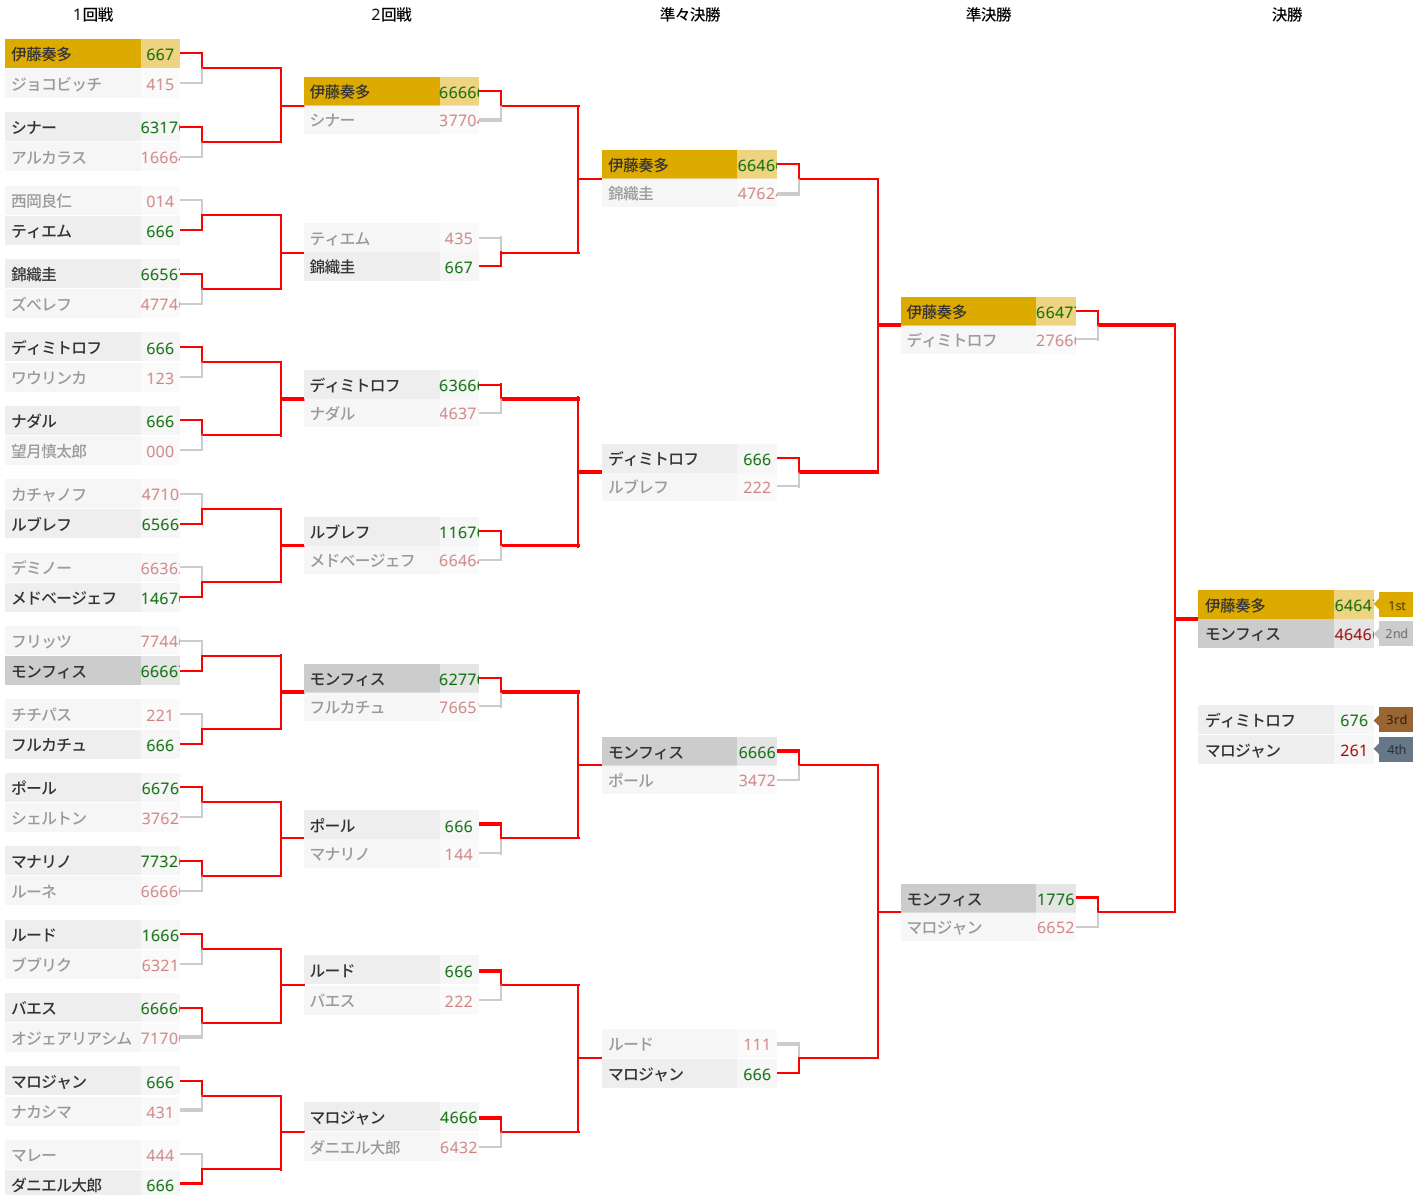 1回戦 2回戦 準々決勝 準決勝 決勝
伊藤奏多 667
ジョコビッチ 415
シナー 6317
アルカラス 1666
西岡良仁 014
ティエム 666
錦織圭 6656
ズベレフ 4774
ディミトロフ 666
ワウリンカ 123
ナダル 666
望月慎太郎 000
カチャノフ 4710
ルブレフ 6566
デミノー 6636
メドベージェフ 1467
フリッツ 7744
モンフィス 6666
チチパス 221
フルカチュ 666
ポール 6676
シェルトン 3762
マナリノ 7732
ルーネ 6666
ルード 1666
ブブリク 6321
バエス 6666
オジェアリアシム 7170
マロジャン 666
ナカシマ 431
マレー 444
ダニエル太郎 666
伊藤奏多 6666
シナー 3770
ティエム 435
錦織圭 667
ディミトロフ 6366
ナダル 4637
ルブレフ 1167
メドベージェフ 6646
モンフィス 6277
フルカチュ 7665
ポール 666
マナリノ 144
ルード 666
バエス 222
マロジャン 4666
ダニエル太郎 6432
伊藤奏多 6646
錦織圭 4762
ディミトロフ 666
ルブレフ 222
モンフィス 6666
ポール 3472
ルード 111
マロジャン 666
伊藤奏多 6647
ディミトロフ 2766
モンフィス 1776
マロジャン 6652
伊藤奏多 6464 1st
モンフィス 4646 2nd
ディミトロフ 676 3rd
マロジャン 261 4th